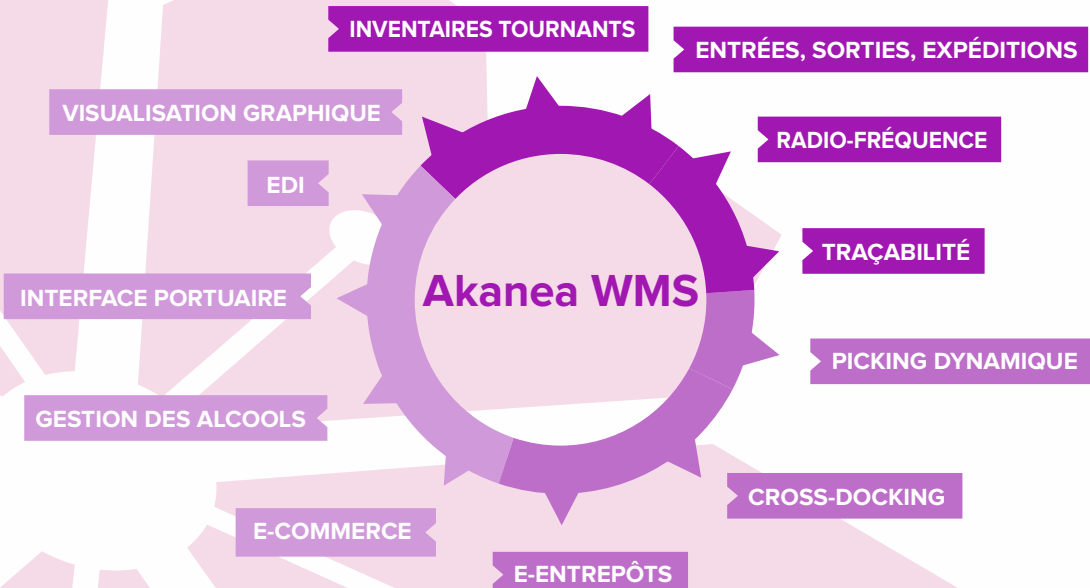 INVENTAIRES TOURNANTS
ENTRÉES, SORTIES, EXPÉDITIONS
VISUALISATION GRAPHIQUE
RADIO-FRÉQUENCE
EDI
TRAÇABILITÉ
Akanea WMS
INTERFACE PORTUAIRE
PICKING DYNAMIQUE
GESTION DES ALCOOLS
CROSS-DOCKING
E-COMMERCE
E-ENTREPÔTS